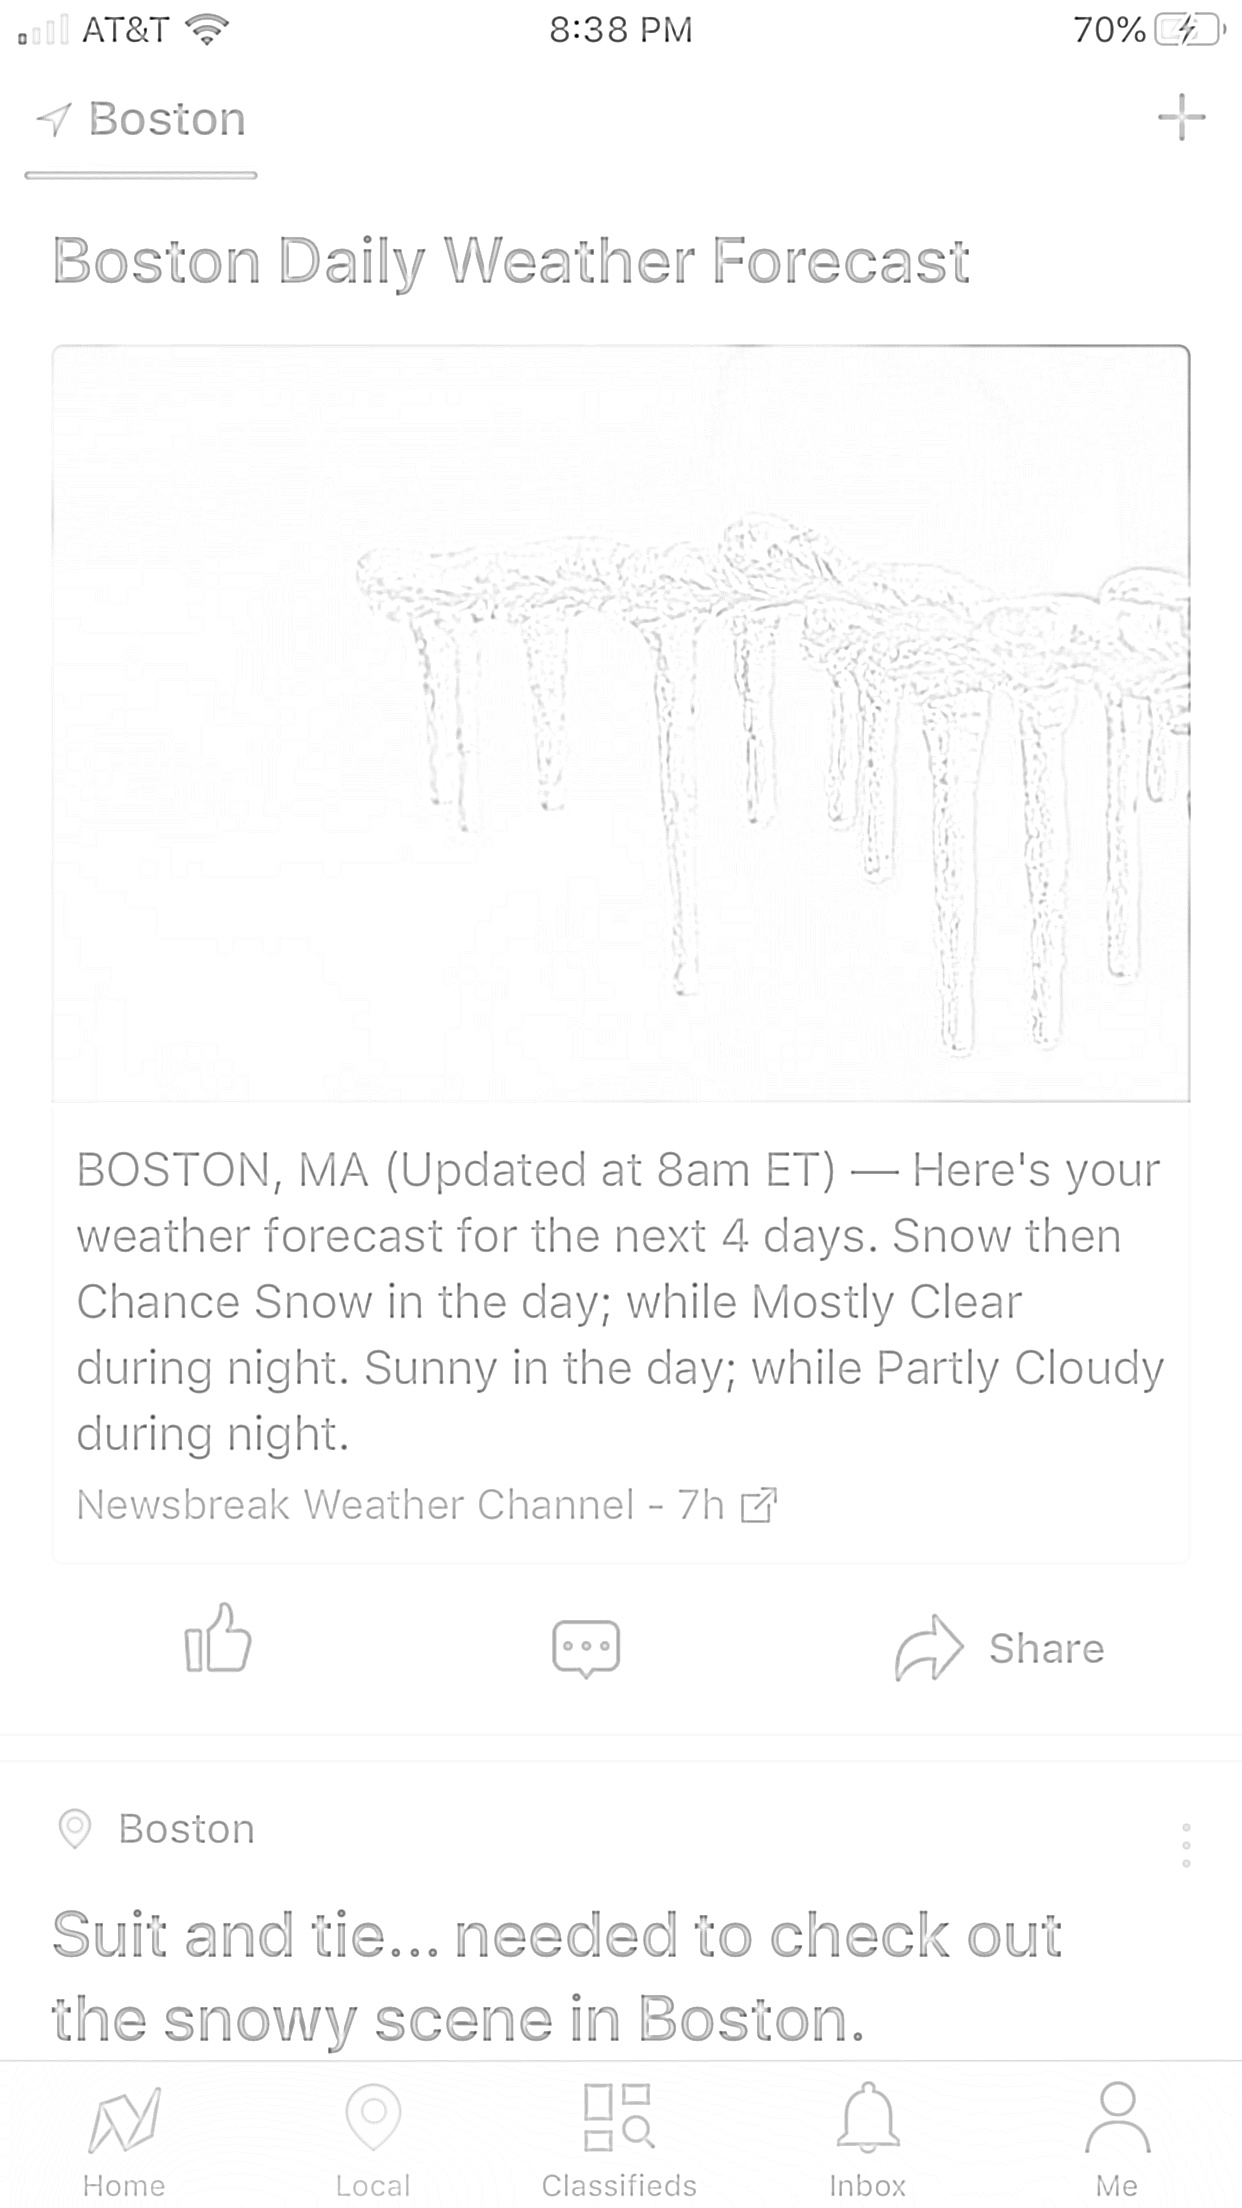 AT&T 8:38 PM 70%
Boston
Boston Daily Weather Forecast
BOSTON, MA (Updated at 8am ET) — Here's your
weather forecast for the next 4 days. Snow then
Chance Snow in the day; while Mostly Clear
during night. Sunny in the day; while Partly Cloudy
during night.
Newsbreak Weather Channel - 7h
Share
Boston
Suit and tie... needed to check out
the snowy scene in Boston.
Home Local Classifieds Inbox Me